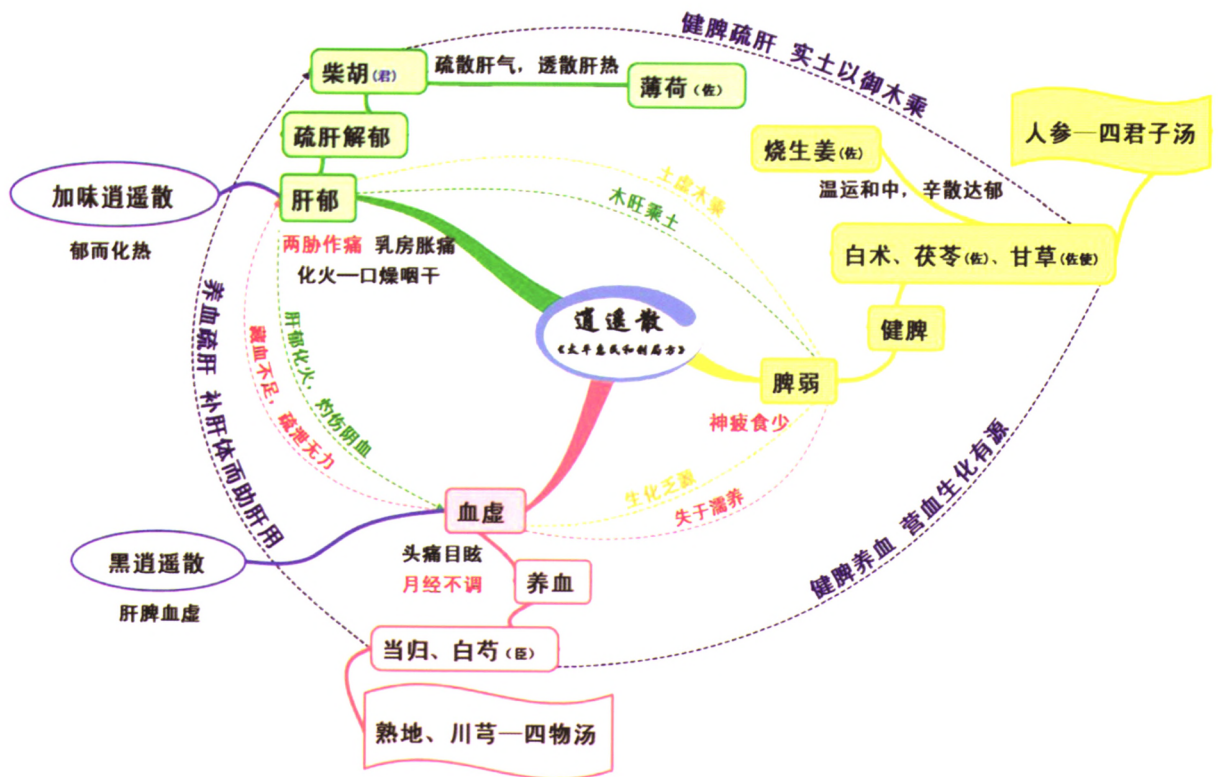 健脾疏肝 实土以御木乘
柴胡(君)
疏散肝气，透散肝热
薄荷(佐)
人参—四君子汤
疏肝解郁
烧生姜(佐)
温运和中，辛散达郁
加味逍遥散
郁而化热
肝郁
土虚木乘
木旺乘土
两胁作痛 乳房胀痛
化火—口燥咽干
白术、茯苓(佐)、甘草(佐使)
健脾
逍遥散
《太平惠民和剂局方》
脾弱
神疲食少
养血疏肝 补肝体而助肝用
藏血不足，疏泄无力
肝郁化火，灼伤阴血
生化乏源
失于濡养
健脾养血 营血生化有源
血虚
头痛目眩
月经不调
黑逍遥散
肝脾血虚
养血
当归、白芍(臣)
熟地、川芎—四物汤